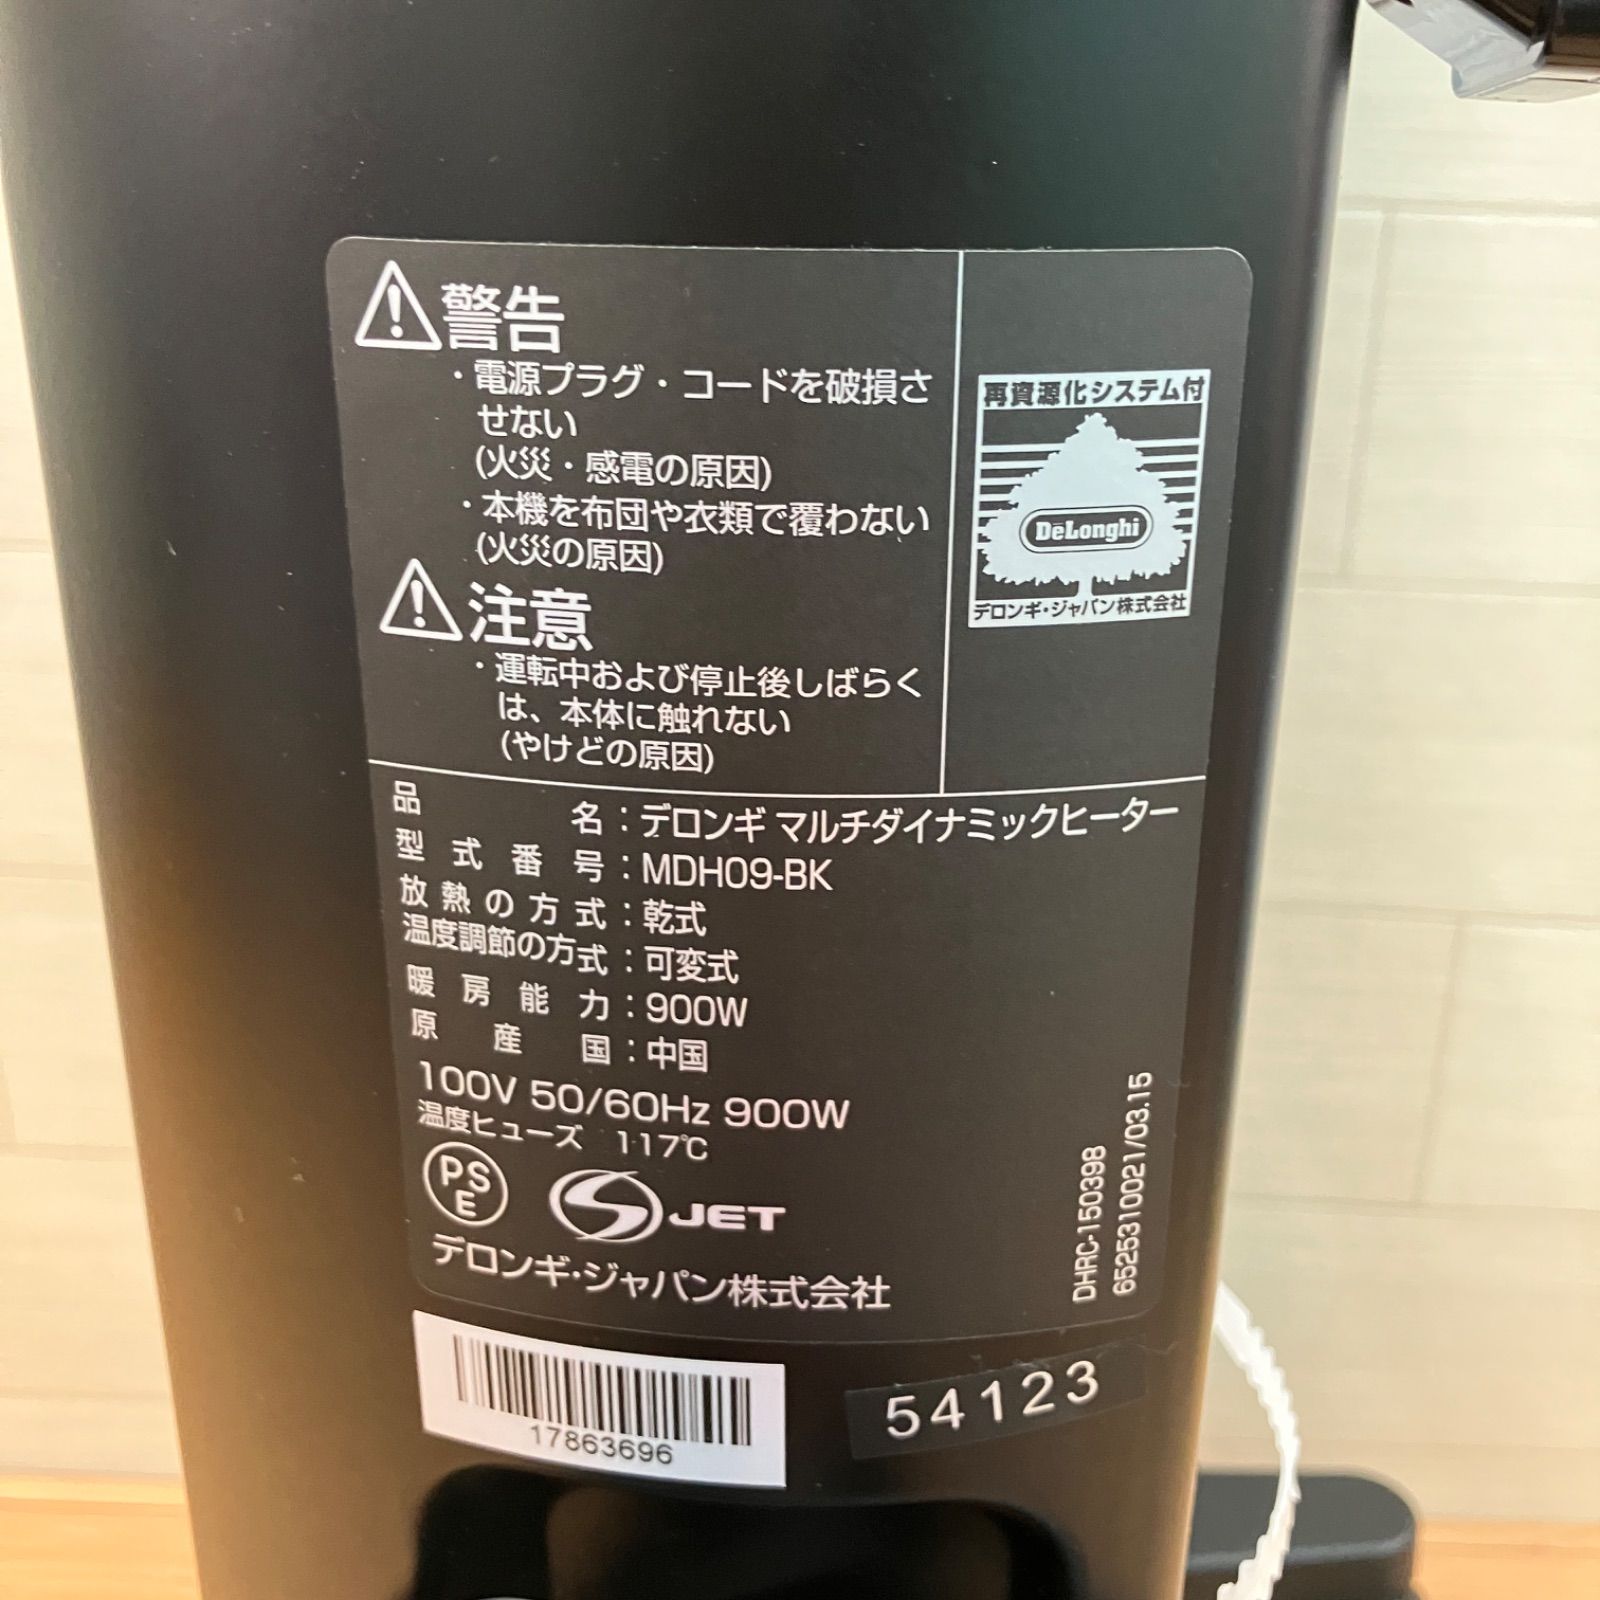 警告
・電源プラグ・コードを破損さ
せない
(火災・感電の原因)
・本機を布団や衣類で覆わない
(火災の原因)
注意
・運転中および停止後しばらく
は、本体に触れない
(やけどの原因)
再資源化システム付
DeLonghi
デロンギ・ジャパン株式会社
品名：デロンギ マルチダイナミックヒーター
型式番号：MDH09-BK
放熱の方式：乾式
温度調節の方式：可変式
暖房能力：900W
原産国：中国
100V 50/60Hz 900W
温度ヒューズ 117℃
PSE
S JET
デロンギ・ジャパン株式会社
DHRC-150398
6525310021/03.15
17863696
54123